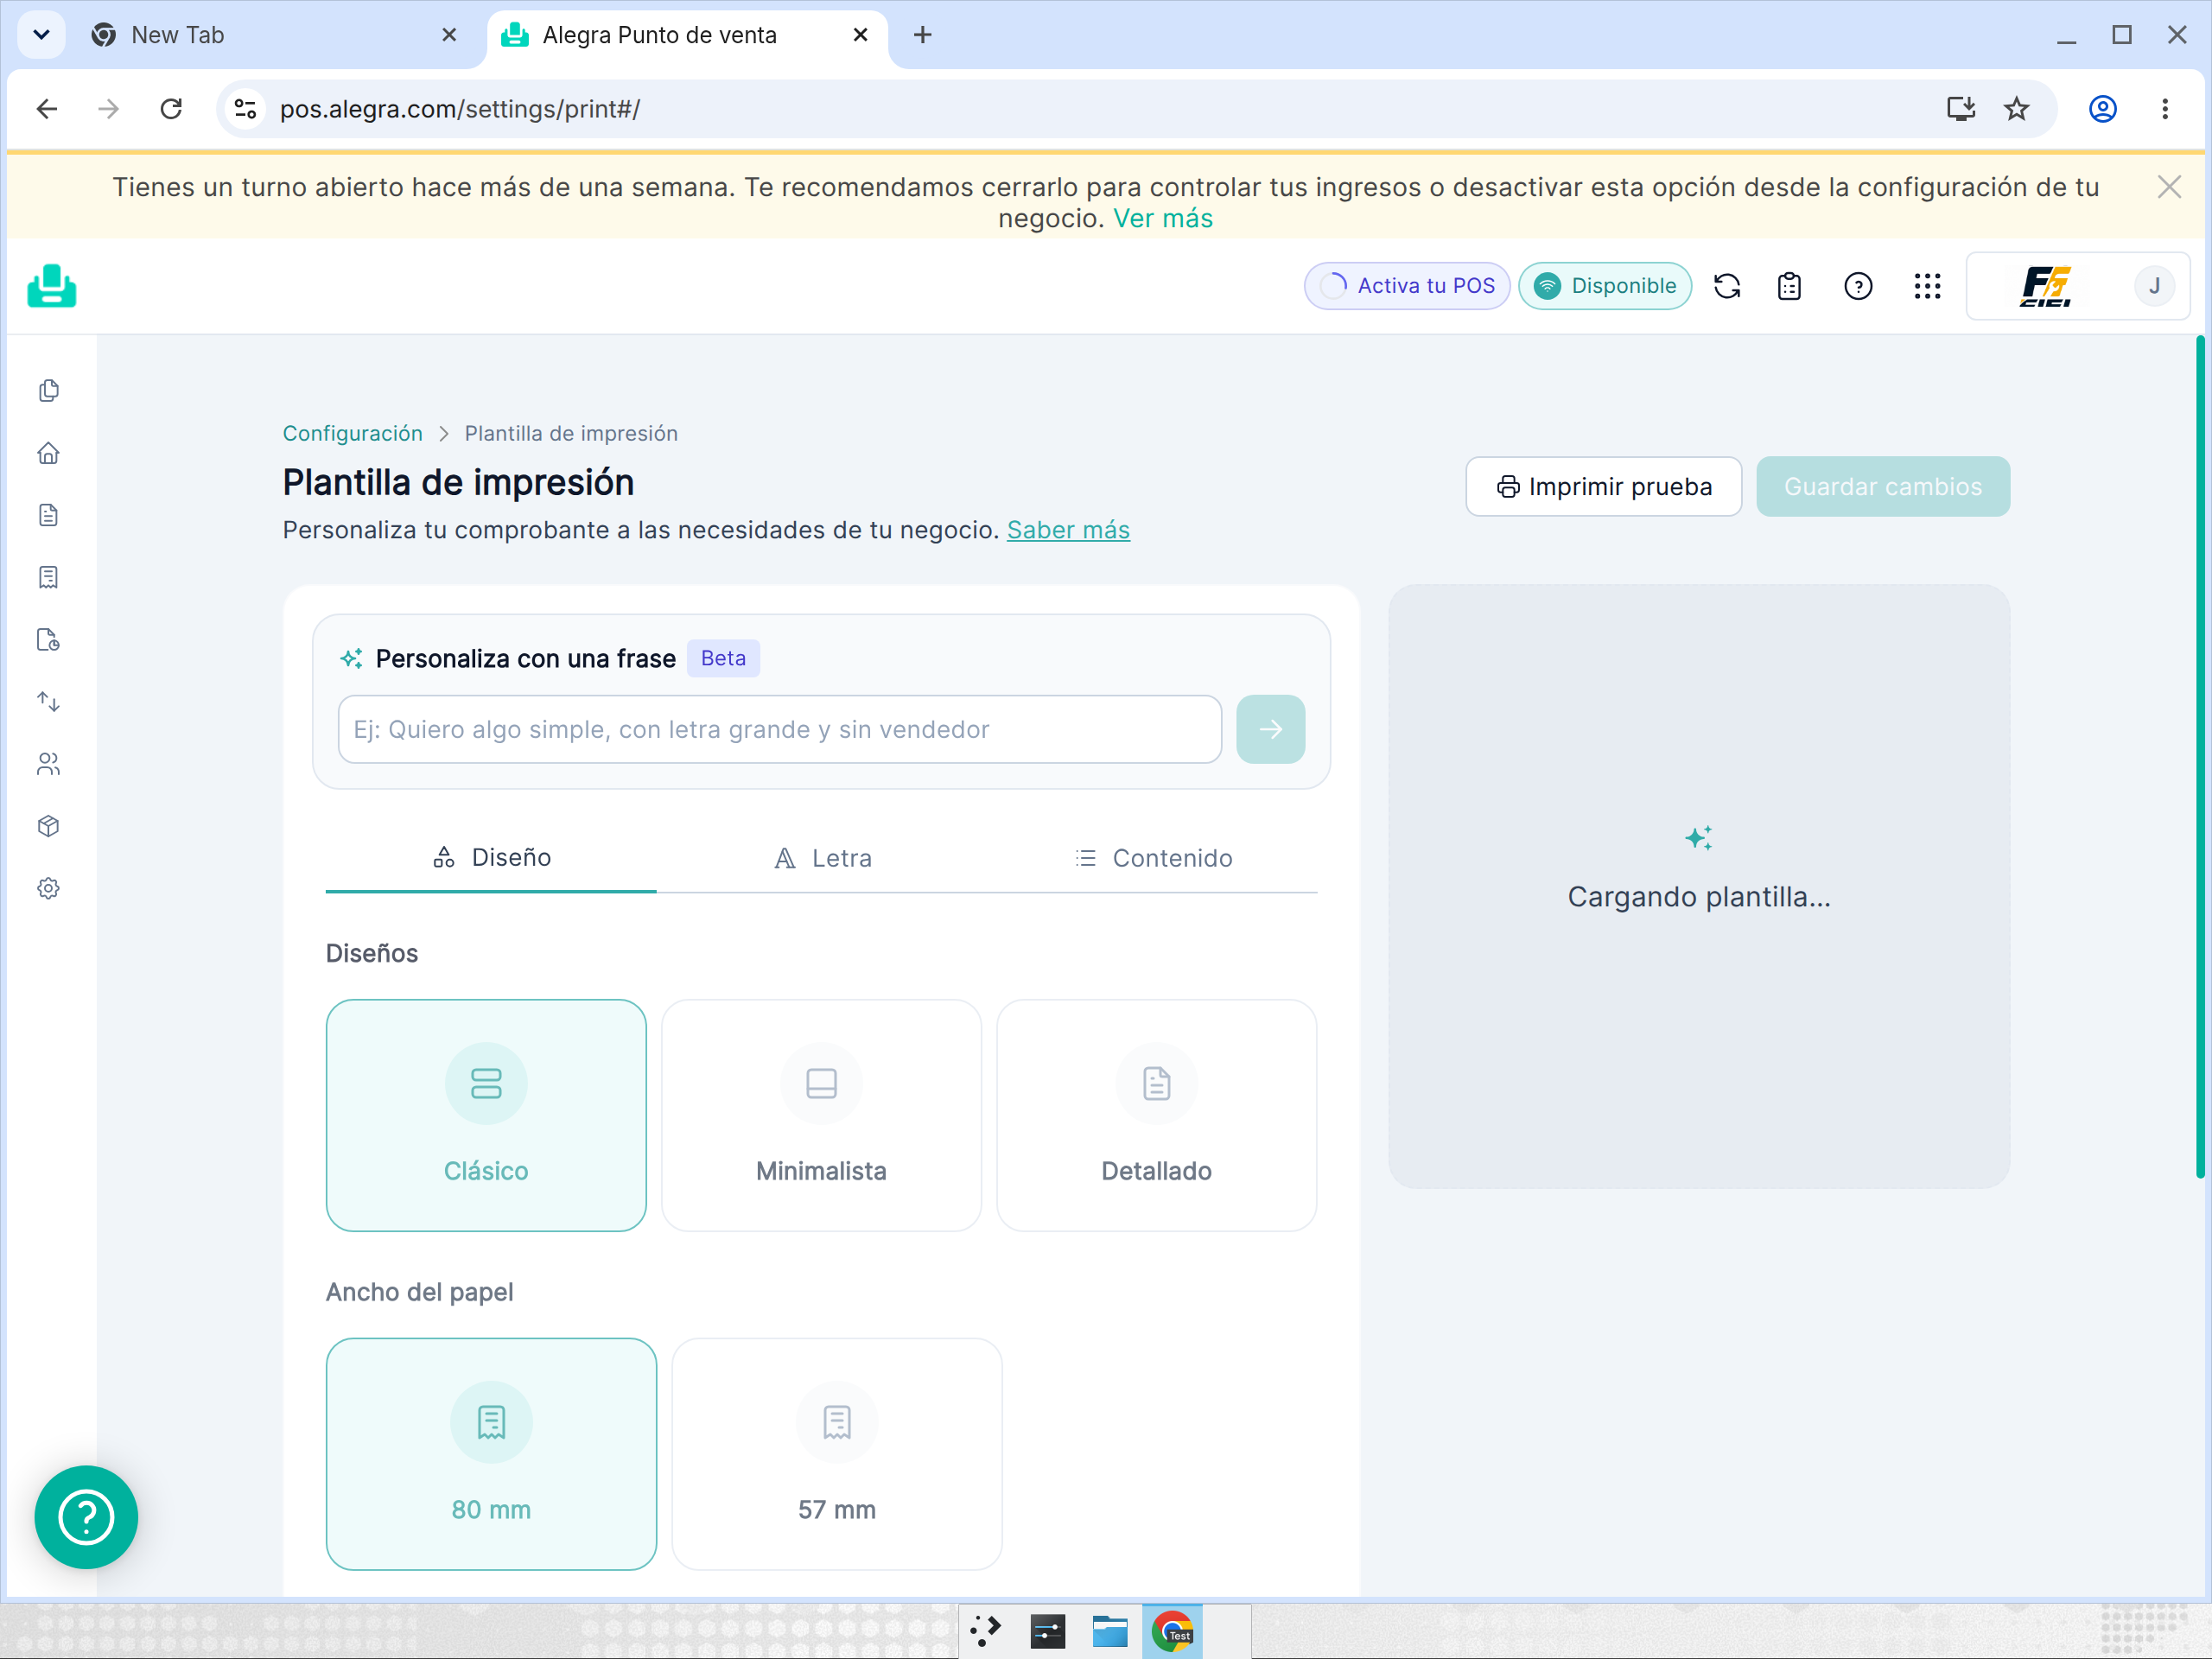 New Tab
Alegra Punto de venta
pos.alegra.com/settings/print#/
Tienes un turno abierto hace más de una semana. Te recomendamos cerrarlo para controlar tus ingresos o desactivar esta opción desde la configuración de tu
negocio. Ver más
Activa tu POS
Disponible
J
Configuración > Plantilla de impresión
Plantilla de impresión
Personaliza tu comprobante a las necesidades de tu negocio. Saber más
Imprimir prueba
Guardar cambios
Personaliza con una frase
Beta
Ej: Quiero algo simple, con letra grande y sin vendedor
Diseño
Letra
Contenido
Cargando plantilla...
Diseños
Clásico
Minimalista
Detallado
Ancho del papel
80 mm
57 mm
Test